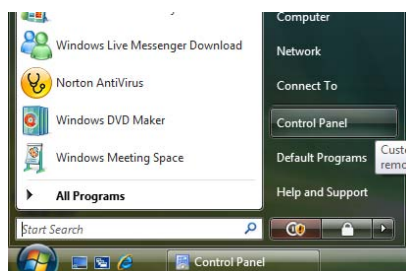 Windows Live Messenger Download
Norton AntiVirus
Windows DVD Maker
Windows Meeting Space
All Programs
Start Search
Computer
Network
Connect To
Control Panel
Default Programs
Help and Support
Control Panel